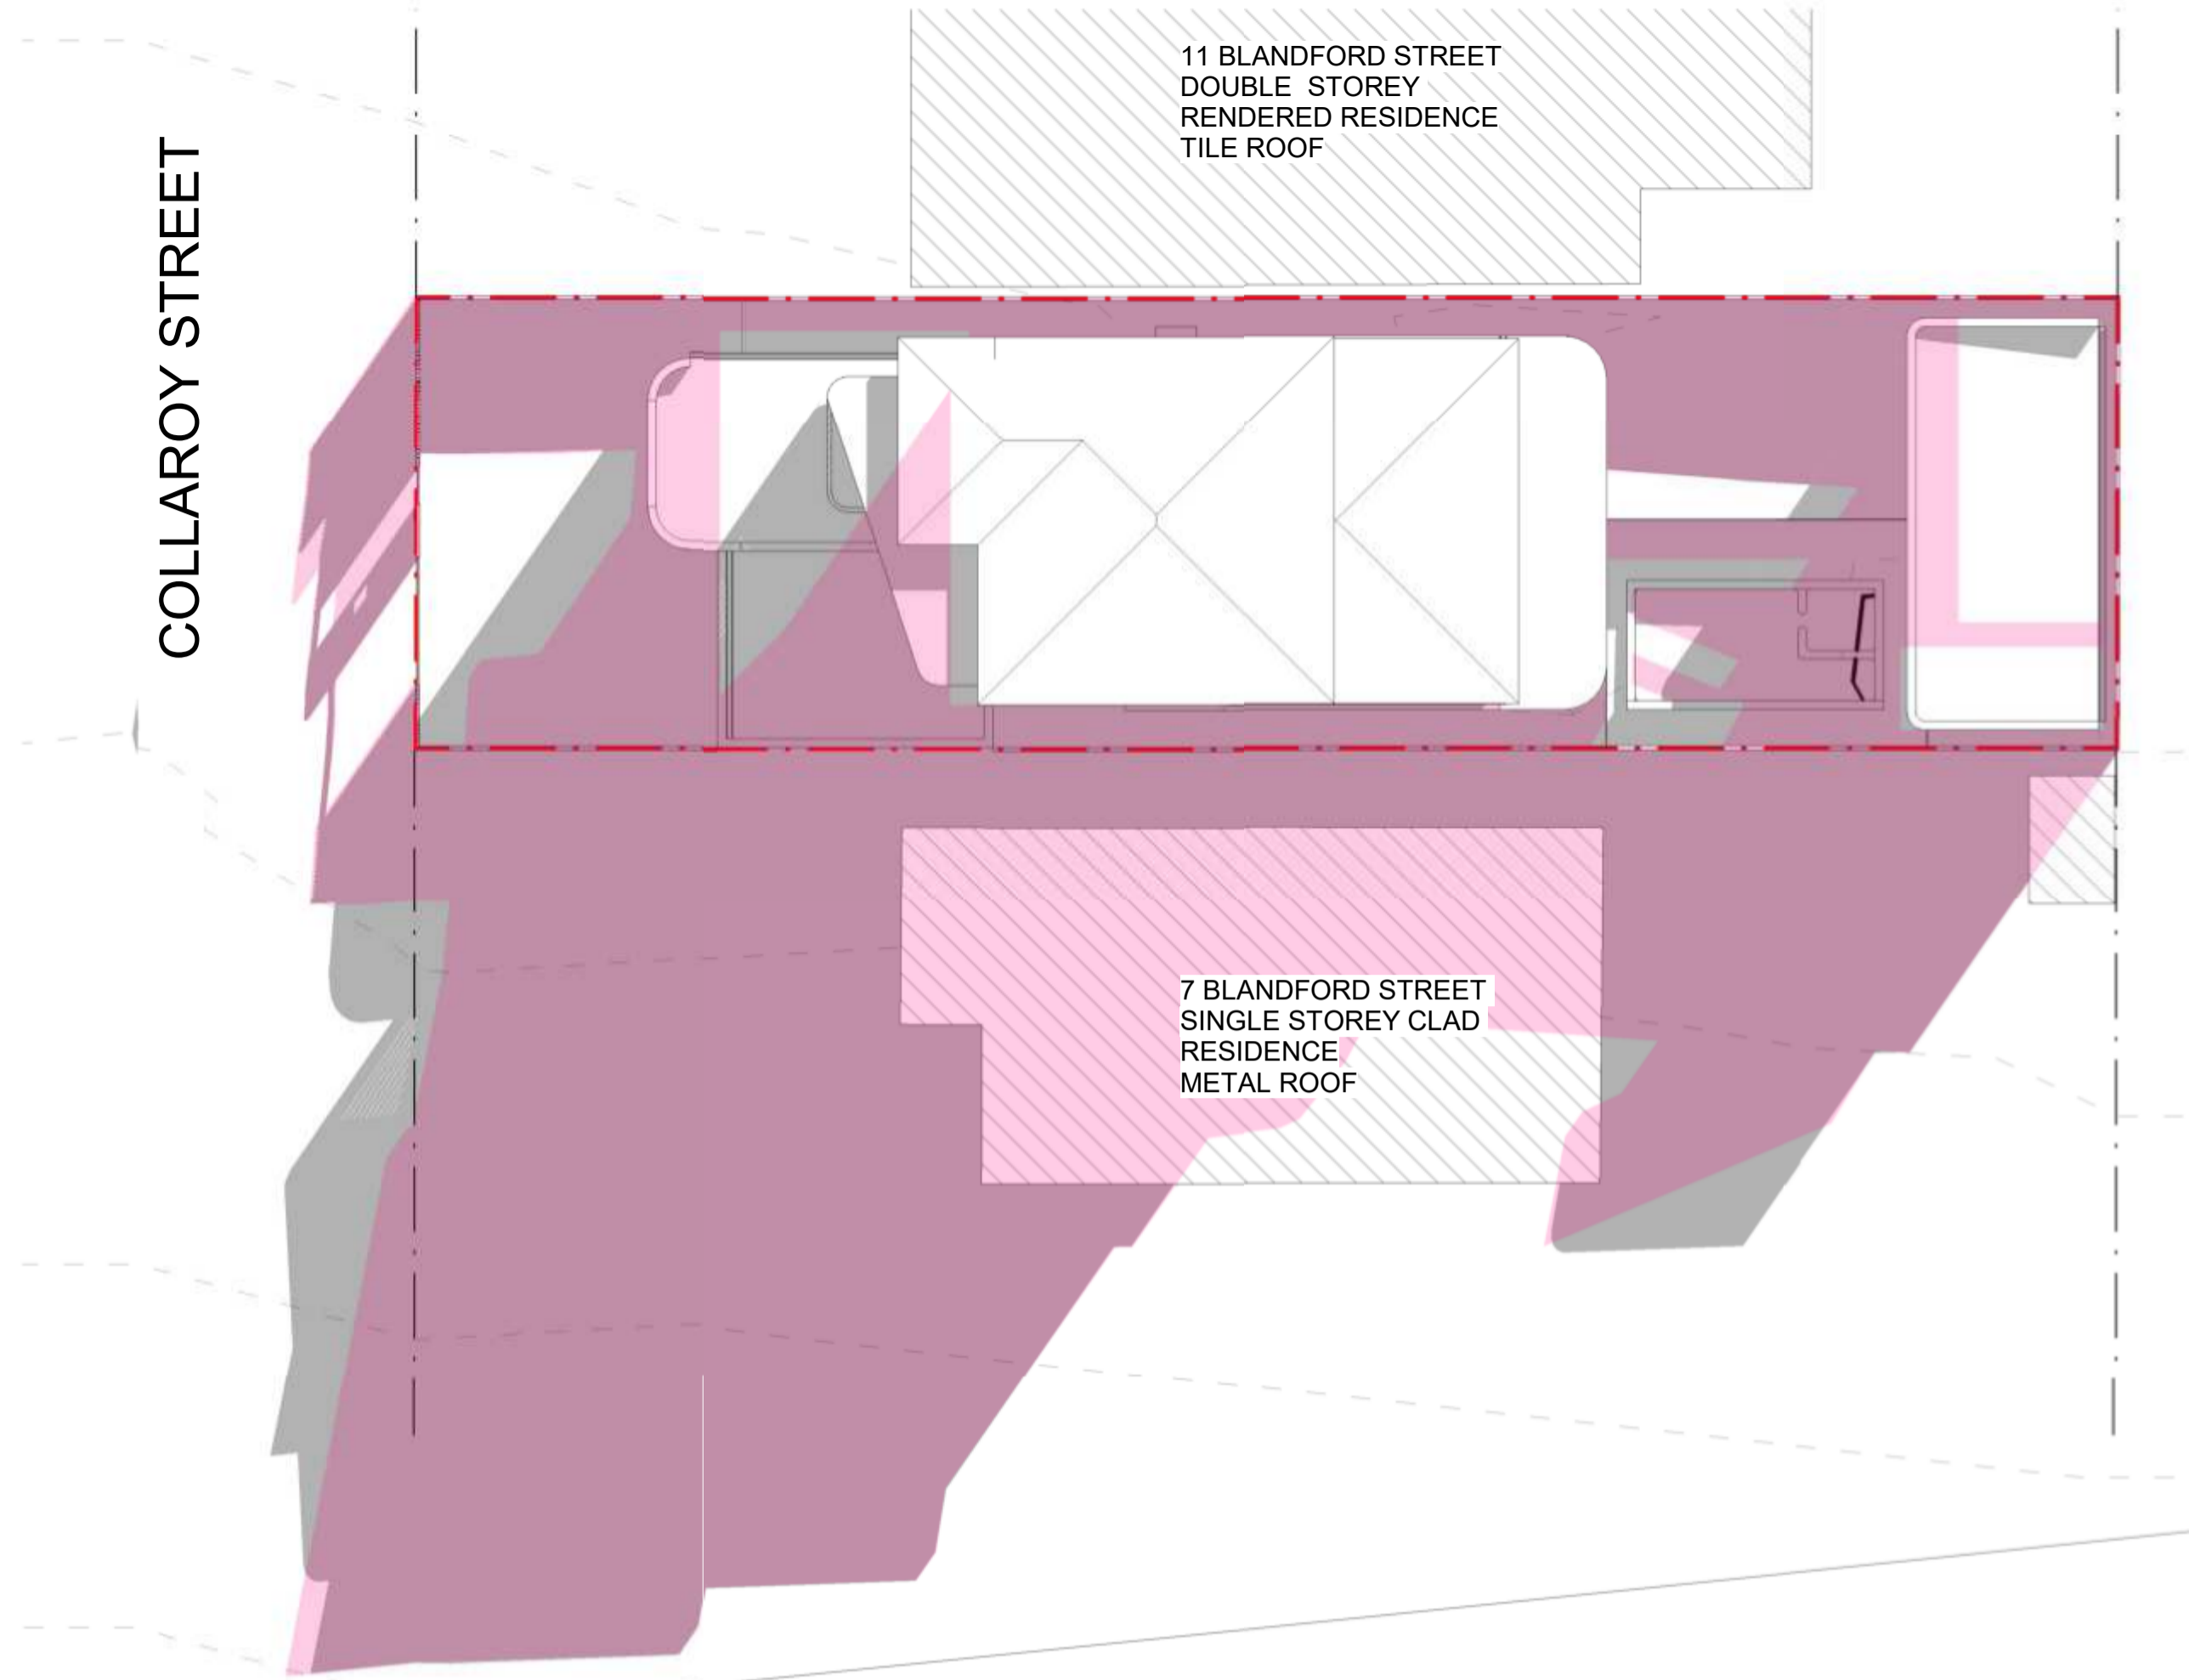 11 BLANDFORD STREET
DOUBLE STOREY
RENDERED RESIDENCE
TILE ROOF
COLLAROY STREET
7 BLANDFORD STREET
SINGLE STOREY CLAD
RESIDENCE
METAL ROOF